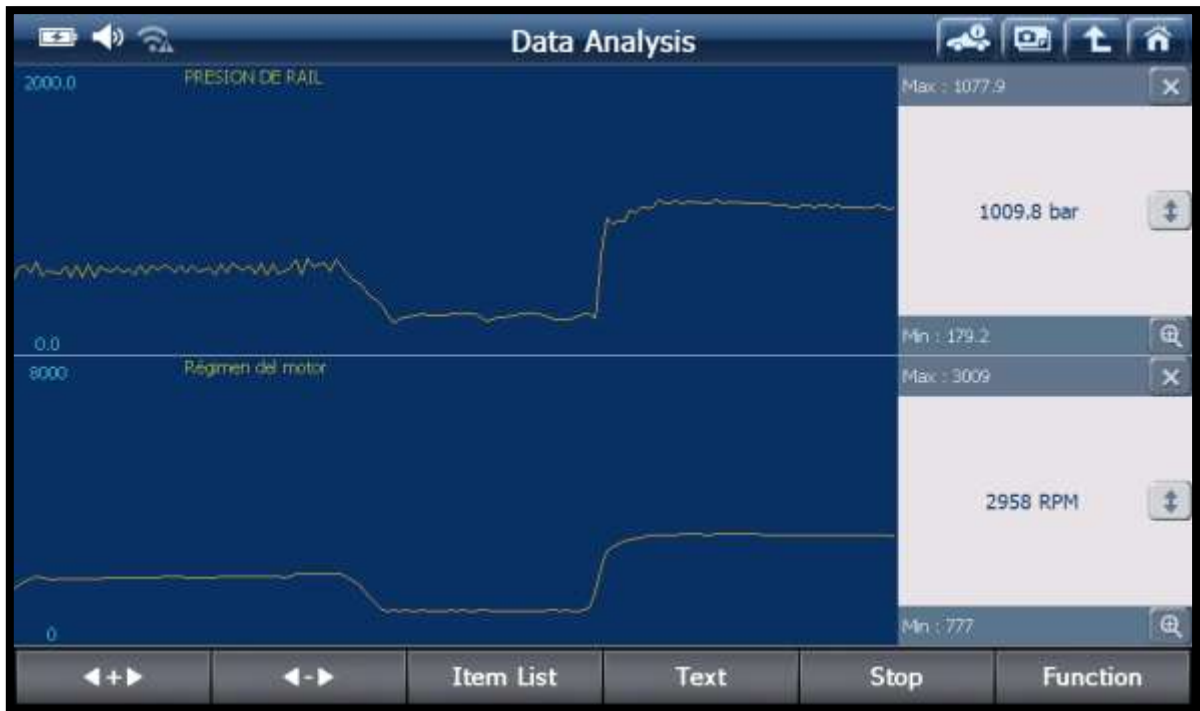 Data Analysis
2000.0
PRESION DE RAIL
0.0
Max : 1077.9
1009.8 bar
Min : 179.2
8000
Régimen del motor
0
Max : 3009
2958 RPM
Min : 777
◄+►
◄-►
Item List
Text
Stop
Function